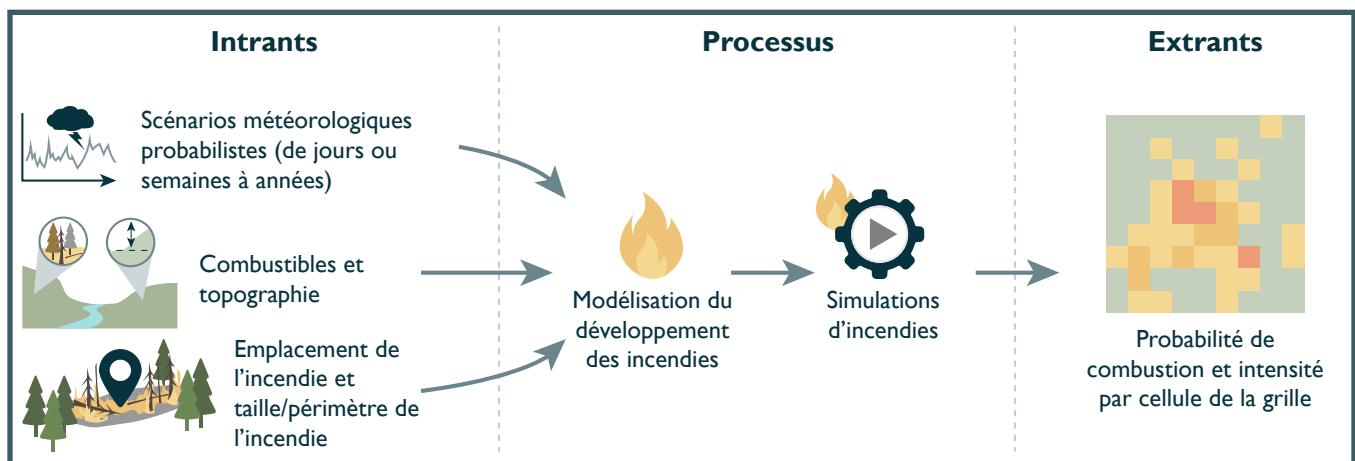 Intrants
Scénarios météorologiques
probabilistes (de jours ou
semaines à années)
Combustibles et
topographie
Emplacement de
l'incendie et
taille/périmètre de
l'incendie
Processus
Modélisation du
développement
des incendies
Simulations
d'incendies
Extrants
Probabilité de
combustion et intensité
par cellule de la grille